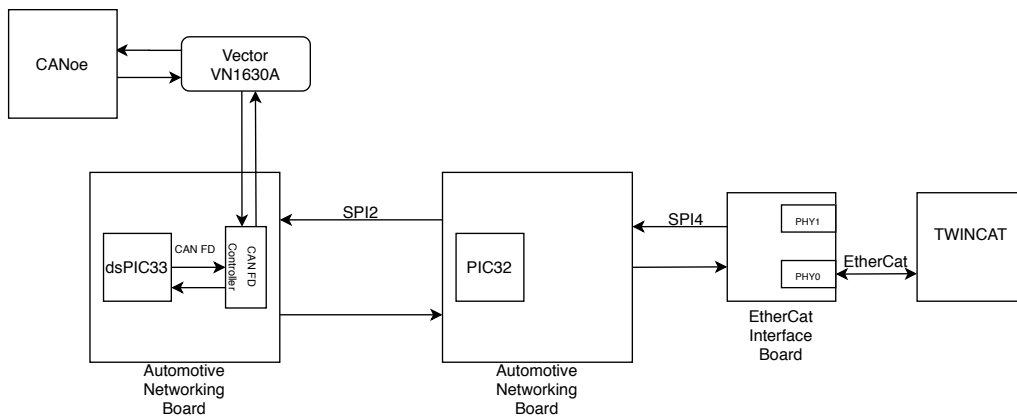 CANoe
Vector
VN1630A
SPI2
SPI4
PHY1
TWINCAT
CAN FD
dsPIC33
CAN FD
Controller
PIC32
EtherCat
PHY0
EtherCat
Interface
Board
Automotive
Networking
Board
Automotive
Networking
Board